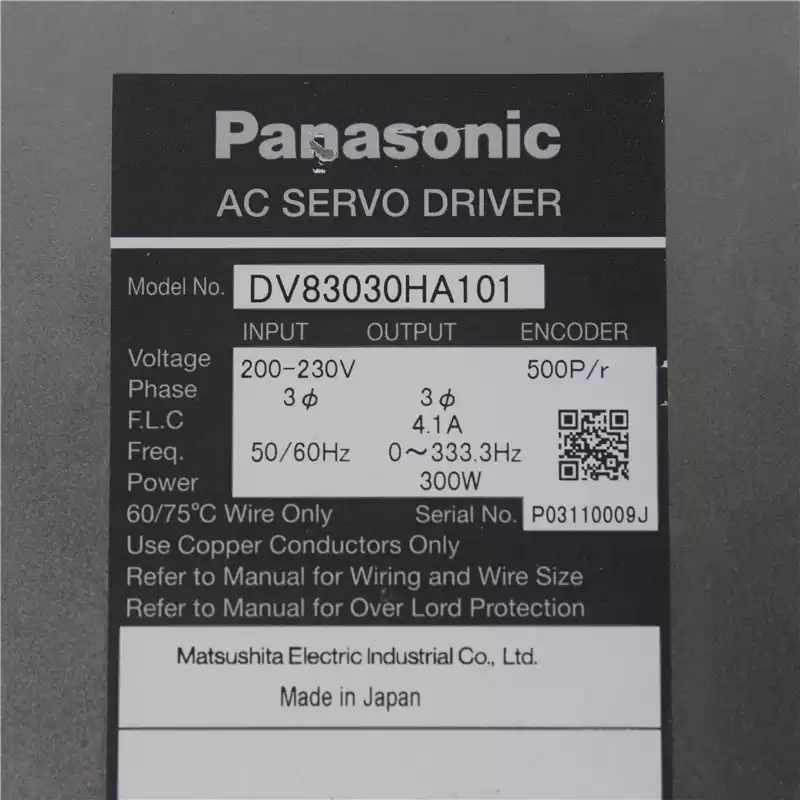 Panasonic
AC SERVO DRIVER
Model No. DV83030HA101
INPUT OUTPUT ENCODER
Voltage 200-230V 500P/r
Phase 3ϕ 3ϕ
F.L.C 4.1A
Freq. 50/60Hz 0～333.3Hz
Power 300W
60/75°C Wire Only Serial No. P03110009J
Use Copper Conductors Only
Refer to Manual for Wiring and Wire Size
Refer to Manual for Over Lord Protection
Matsushita Electric Industrial Co., Ltd.
Made in Japan